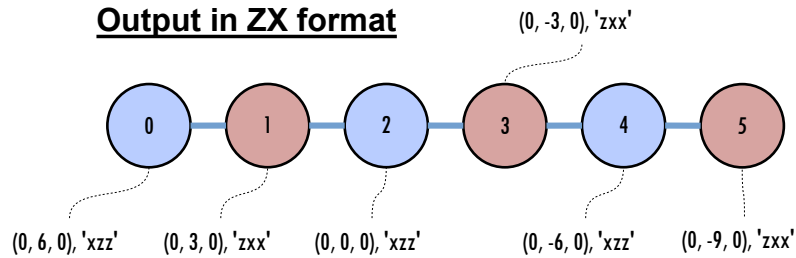 Output in ZX format
(0, -3, 0), 'zxx'
0 1 2 3 4 5
(0, 6, 0), 'xzz' (0, 3, 0), 'zxx' (0, 0, 0), 'xzz' (0, -6, 0), 'xzz' (0, -9, 0), 'zxx'